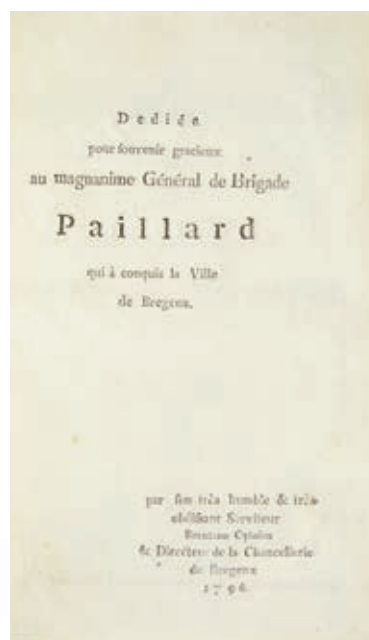 Dedide
pour souvenir gracieux
au magnanime Général de Brigade
Paillard
qui à conquis la Ville
de Bregenz.
par son très humble & très
obéissant Serviteur
& Directeur de la Chancellerie
de Bregenz
1796.